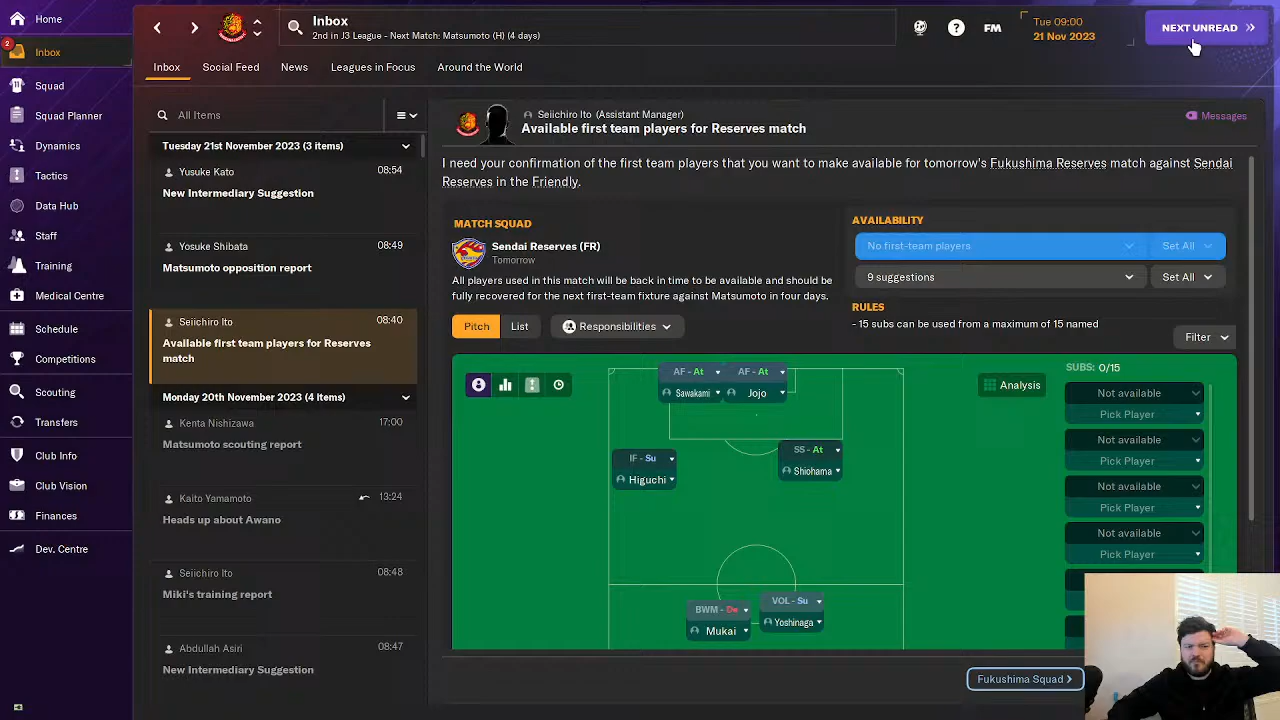 Home
2
Inbox
Squad
Squad Planner
Dynamics
Tactics
Data Hub
Staff
Training
Medical Centre
Schedule
Competitions
Scouting
Transfers
Club Info
Club Vision
Finances
Dev. Centre
Inbox
2nd in J3 League - Next Match: Matsumoto (H) (4 days)
?
FM
Tue 09:00
21 Nov 2023
NEXT UNREAD
Inbox
Social Feed
News
Leagues in Focus
Around the World
All Items
Tuesday 21st November 2023 (3 items)
Yusuke Kato 08:54
New Intermediary Suggestion
Yosuke Shibata 08:49
Matsumoto opposition report
Seiichiro Ito 08:40
Available first team players for Reserves
match
Monday 20th November 2023 (4 items)
Kenta Nishizawa 17:00
Matsumoto scouting report
Kaito Yamamoto 13:24
Heads up about Awano
Seiichiro Ito 08:48
Miki's training report
Abdullah Asiri 08:47
New Intermediary Suggestion
Seiichiro Ito (Assistant Manager)
Available first team players for Reserves match
Messages
I need your confirmation of the first team players that you want to make available for tomorrow's Fukushima Reserves match against Sendai
Reserves in the Friendly.
MATCH SQUAD
Sendai Reserves (FR)
Tomorrow
All players used in this match will be back in time to be available and should be
fully recovered for the next first-team fixture against Matsumoto in four days.
AVAILABILITY
No first-team players Set All
9 suggestions Set All
RULES
- 15 subs can be used from a maximum of 15 named
Pitch
List
Responsibilities
Filter
AF - At
Sawakami
AF - At
Jojo
IF - Su
Higuchi
SS - At
Shiohama
BWM - De
Mukai
VOL - Su
Yoshinaga
Analysis
SUBS: 0/15
Not available
Pick Player
Not available
Pick Player
Not available
Pick Player
Not available
Pick Player
Fukushima Squad >